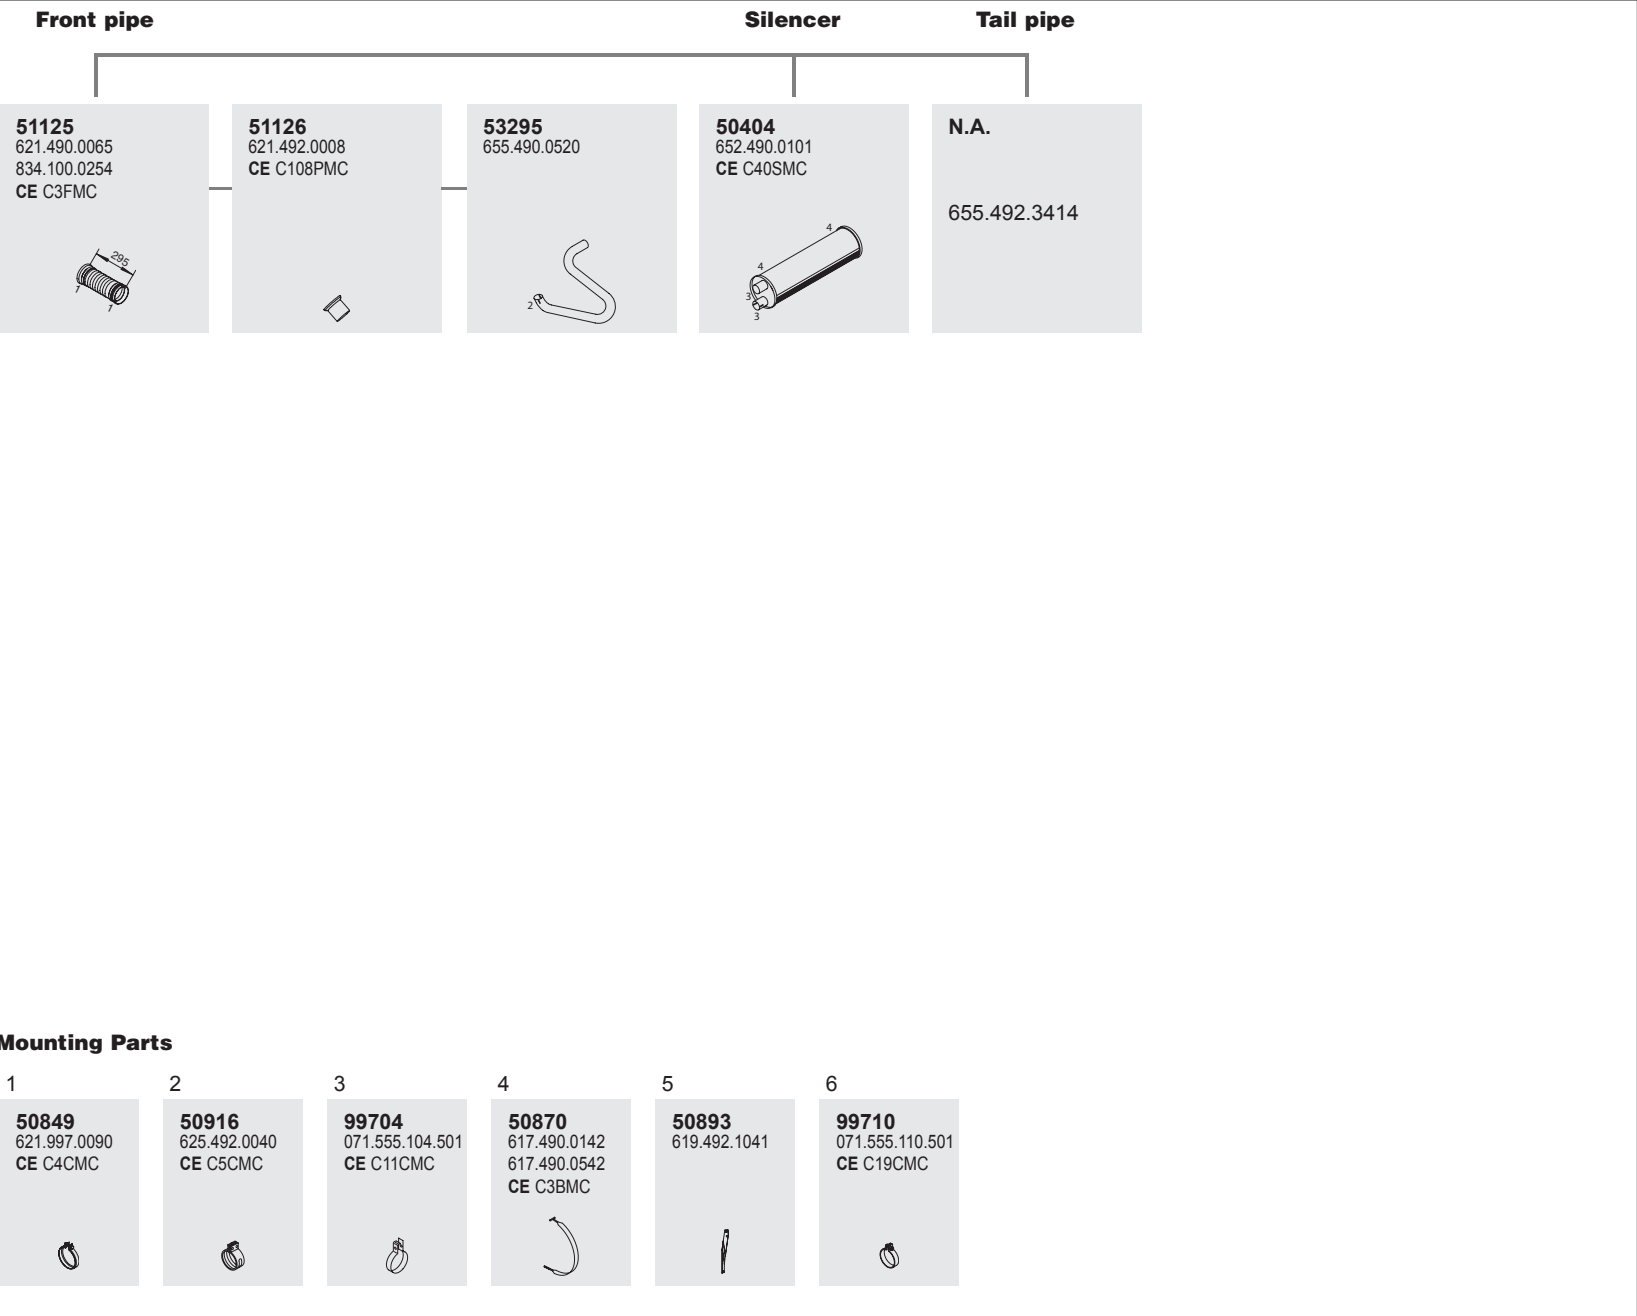 Front pipe
Silencer
Tail pipe
51125
621.490.0065
834.100.0254
CE C3FMC
295
1
1
51126
621.492.0008
CE C108PMC
53295
655.490.0520
2
50404
652.490.0101
CE C40SMC
4
4
3
3
N.A.
655.492.3414
Mounting Parts
1
50849
621.997.0090
CE C4CMC
2
50916
625.492.0040
CE C5CMC
3
99704
071.555.104.501
CE C11CMC
4
50870
617.490.0142
617.490.0542
CE C3BMC
5
50893
619.492.1041
6
99710
071.555.110.501
CE C19CMC